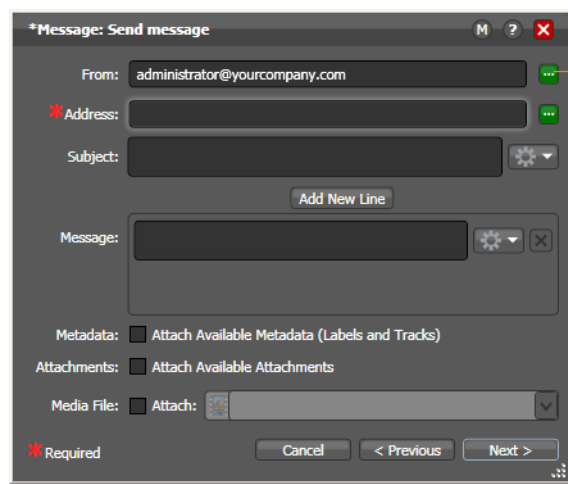 *Message: Send message
M ?
From: administrator@yourcompany.com
*Address:
Subject:
Add New Line
Message:
Metadata: Attach Available Metadata (Labels and Tracks)
Attachments: Attach Available Attachments
Media File: Attach:
*Required Cancel < Previous Next >